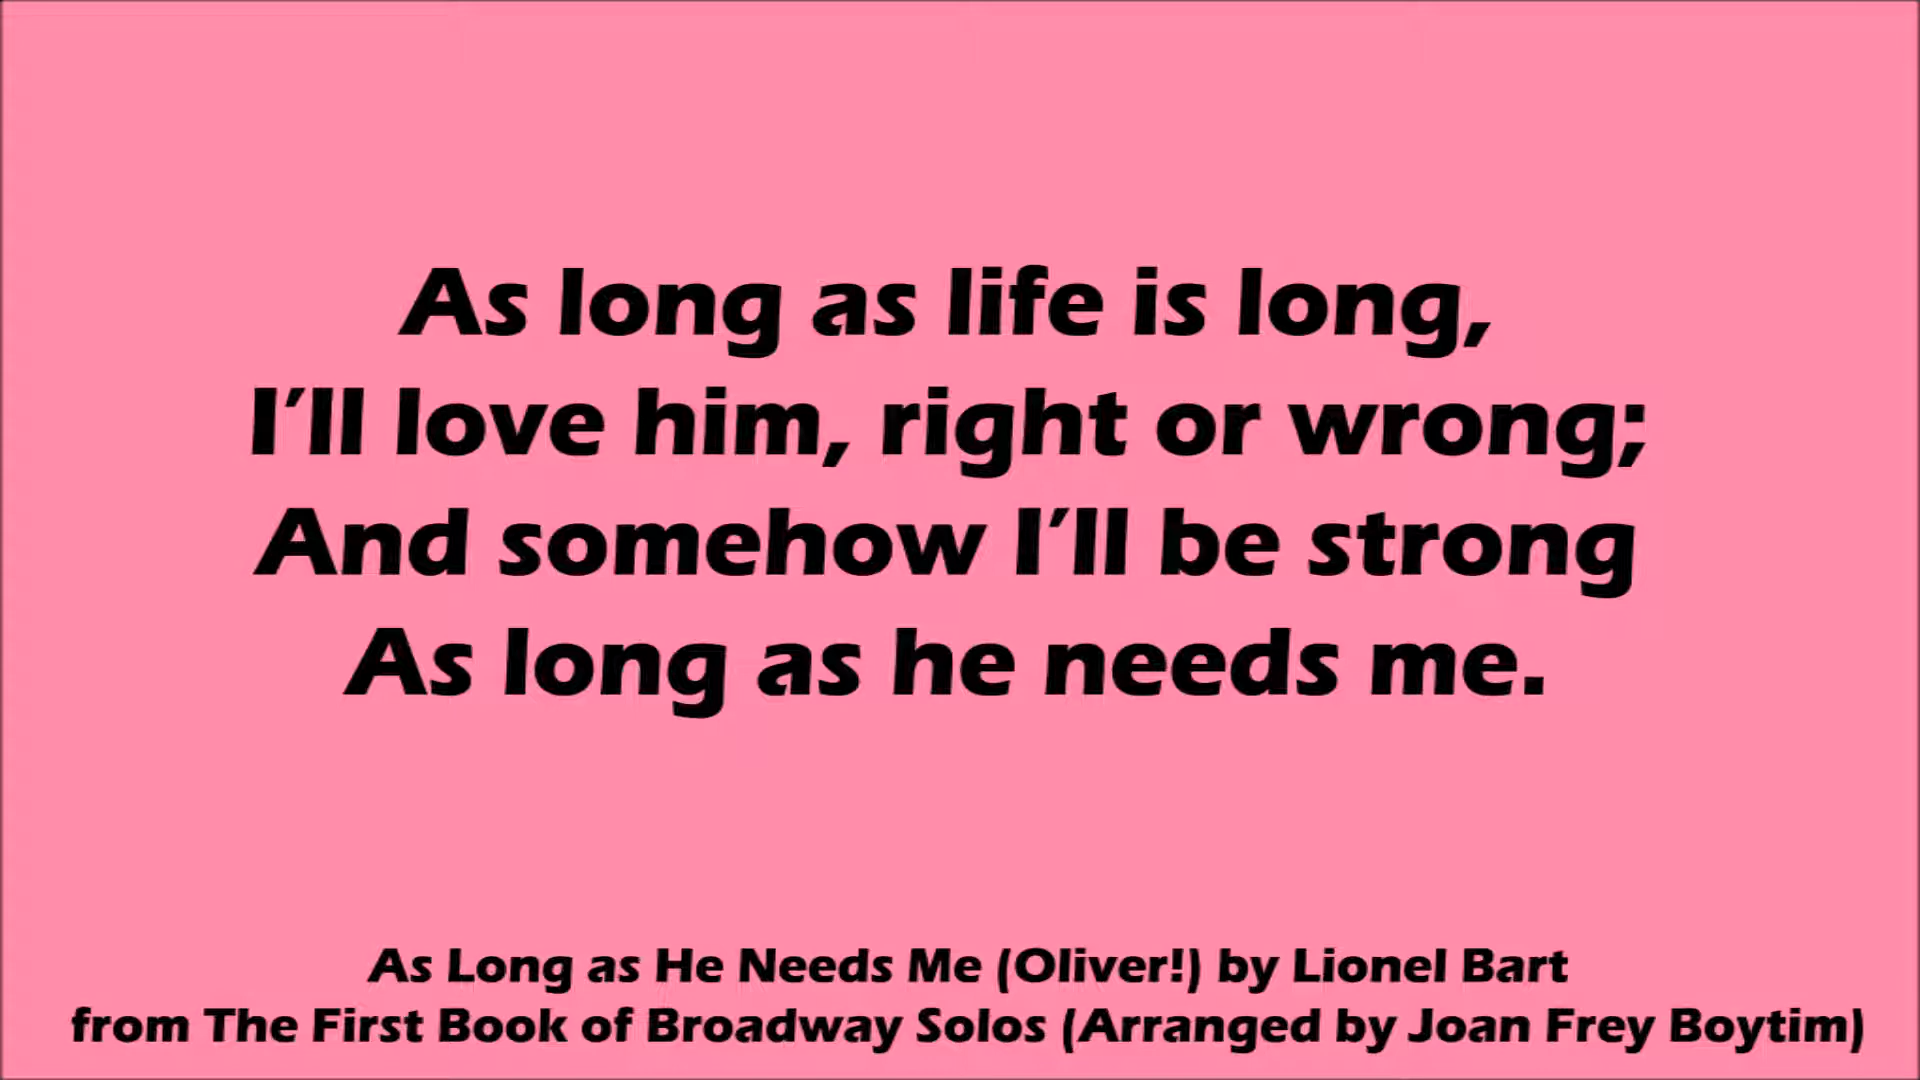 As long as life is long,
I'll love him, right or wrong;
And somehow I'll be strong
As long as he needs me.
As Long as He Needs Me (Oliver!) by Lionel Bart
from The First Book of Broadway Solos (Arranged by Joan Frey Boytim)